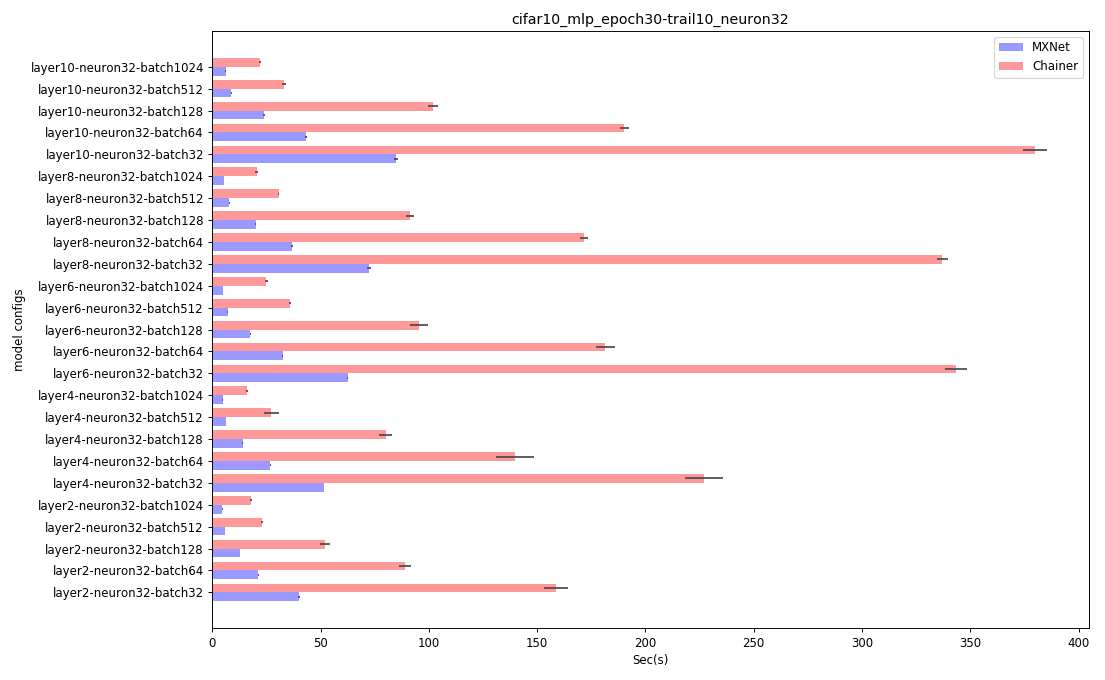 cifar10_mlp_epoch30-trail10_neuron32
MXNet
Chainer
model configs
layer10-neuron32-batch1024
layer10-neuron32-batch512
layer10-neuron32-batch128
layer10-neuron32-batch64
layer10-neuron32-batch32
layer8-neuron32-batch1024
layer8-neuron32-batch512
layer8-neuron32-batch128
layer8-neuron32-batch64
layer8-neuron32-batch32
layer6-neuron32-batch1024
layer6-neuron32-batch512
layer6-neuron32-batch128
layer6-neuron32-batch64
layer6-neuron32-batch32
layer4-neuron32-batch1024
layer4-neuron32-batch512
layer4-neuron32-batch128
layer4-neuron32-batch64
layer4-neuron32-batch32
layer2-neuron32-batch1024
layer2-neuron32-batch512
layer2-neuron32-batch128
layer2-neuron32-batch64
layer2-neuron32-batch32
0 50 100 150 200 250 300 350 400
Sec(s)